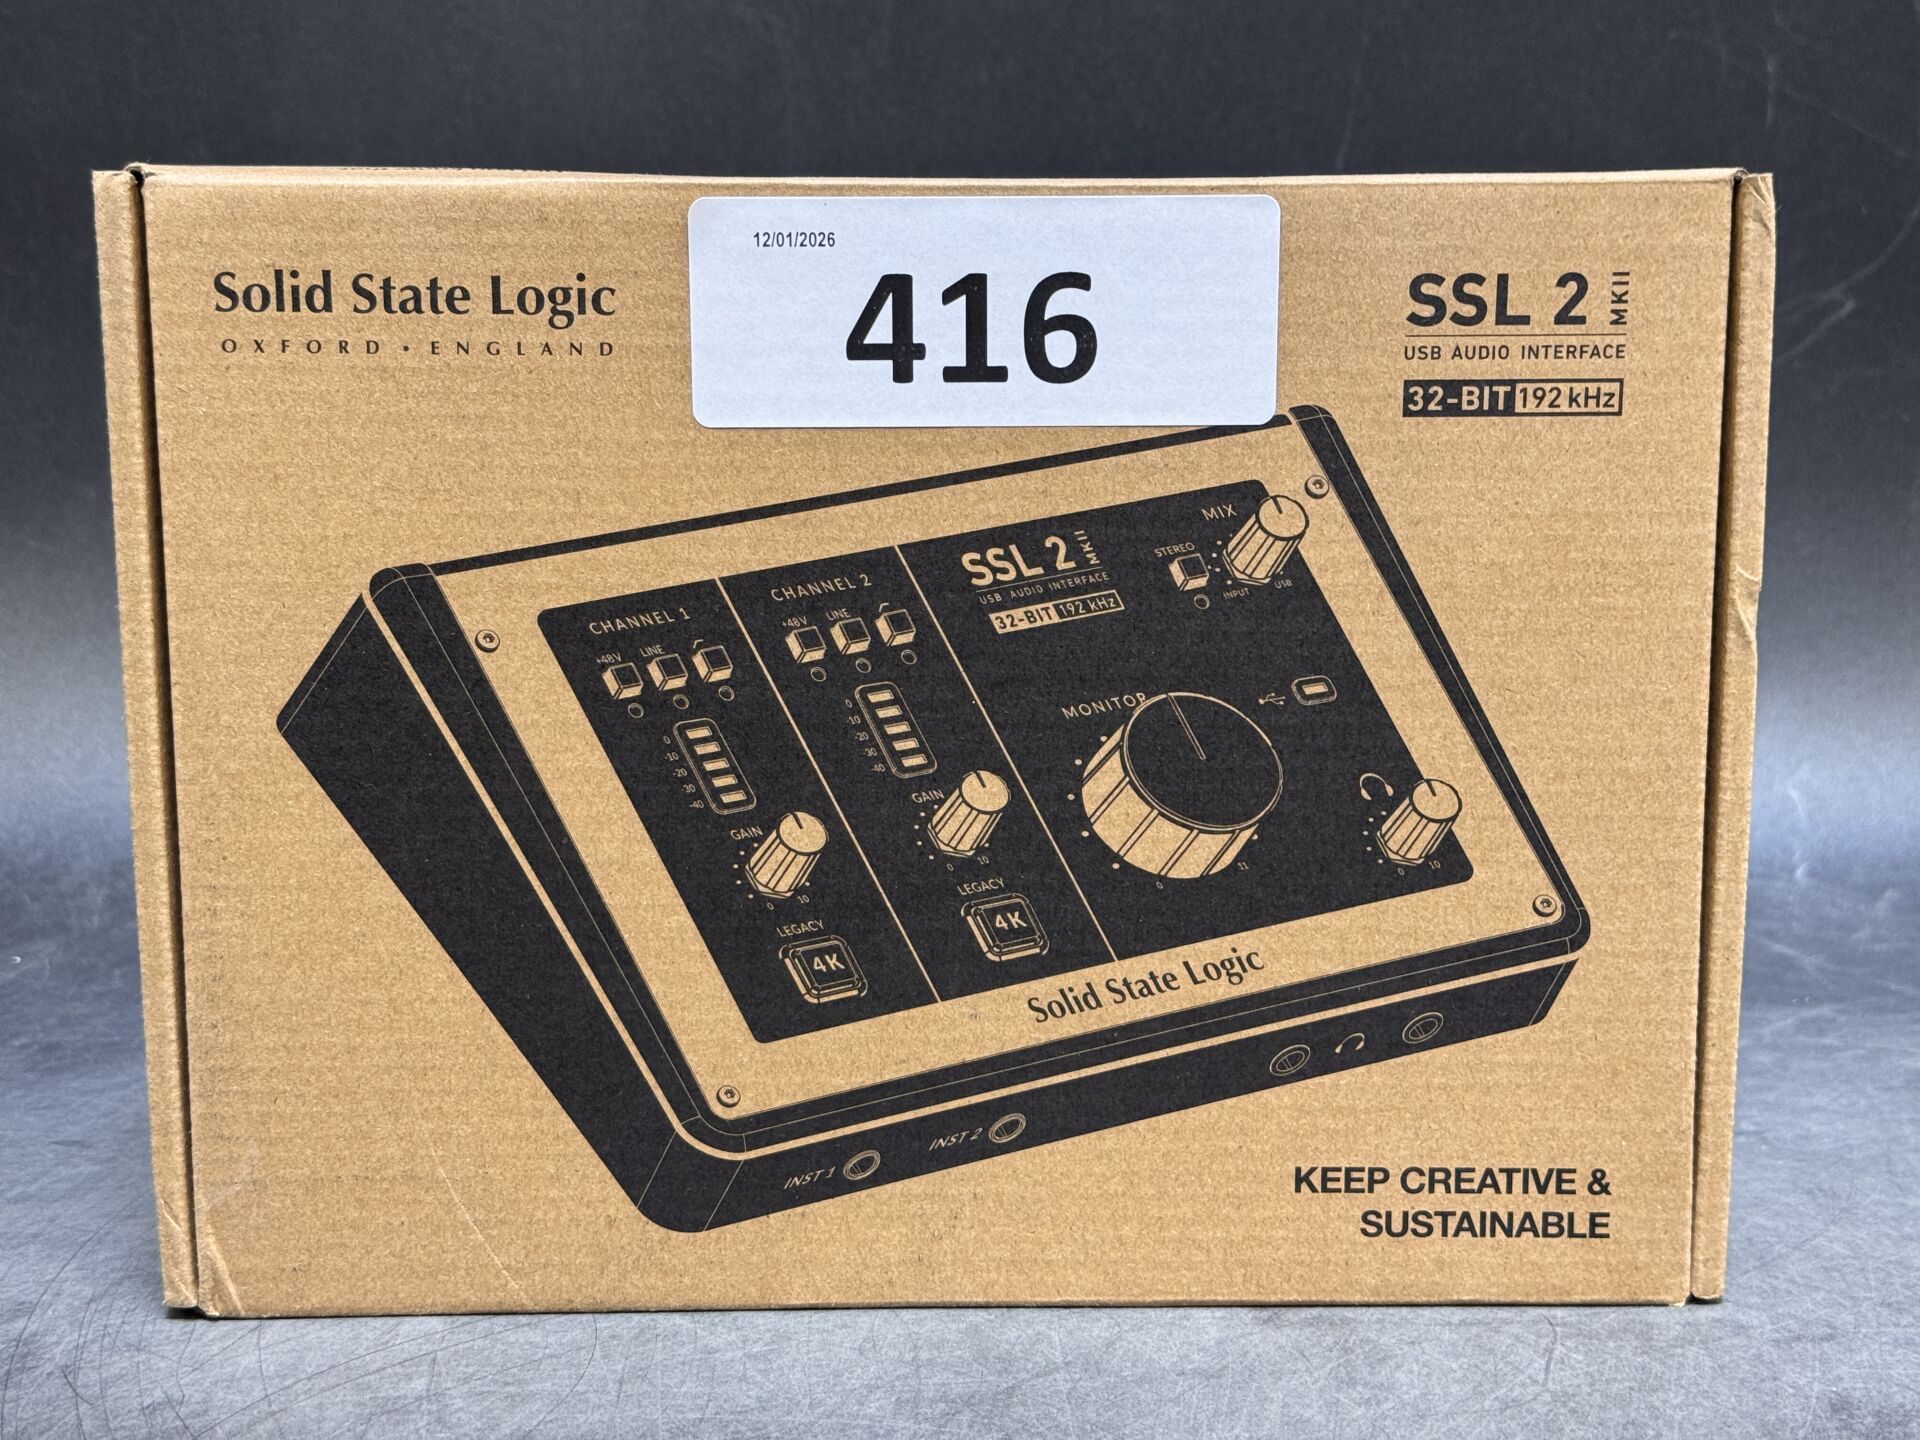 12/01/2026
416
Solid State Logic
OXFORD • ENGLAND
SSL 2 MKII
USB AUDIO INTERFACE
32-BIT 192 kHz
CHANNEL 1
+48V LINE
0
-10
-20
-30
-40
GAIN
0 10
LEGACY
4K
CHANNEL 2
+48V LINE
0
-10
-20
-30
-40
GAIN
0 10
LEGACY
4K
SSL 2 MKII
USB AUDIO INTERFACE
32-BIT 192 kHz
MIX
STEREO
INPUT USB
MONITOR
0 11
0 10
Solid State Logic
INST 1
INST 2
KEEP CREATIVE &
SUSTAINABLE